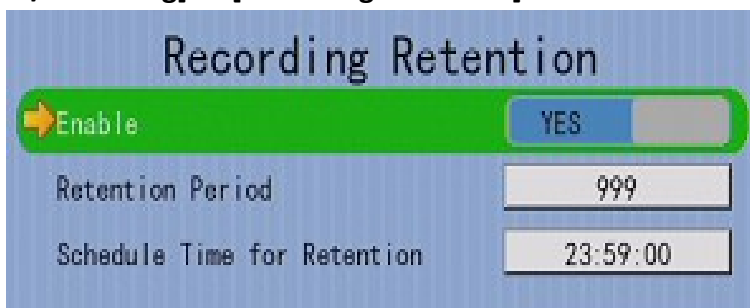 Recording Retention
Enable YES
Retention Period 999
Schedule Time for Retention 23:59:00